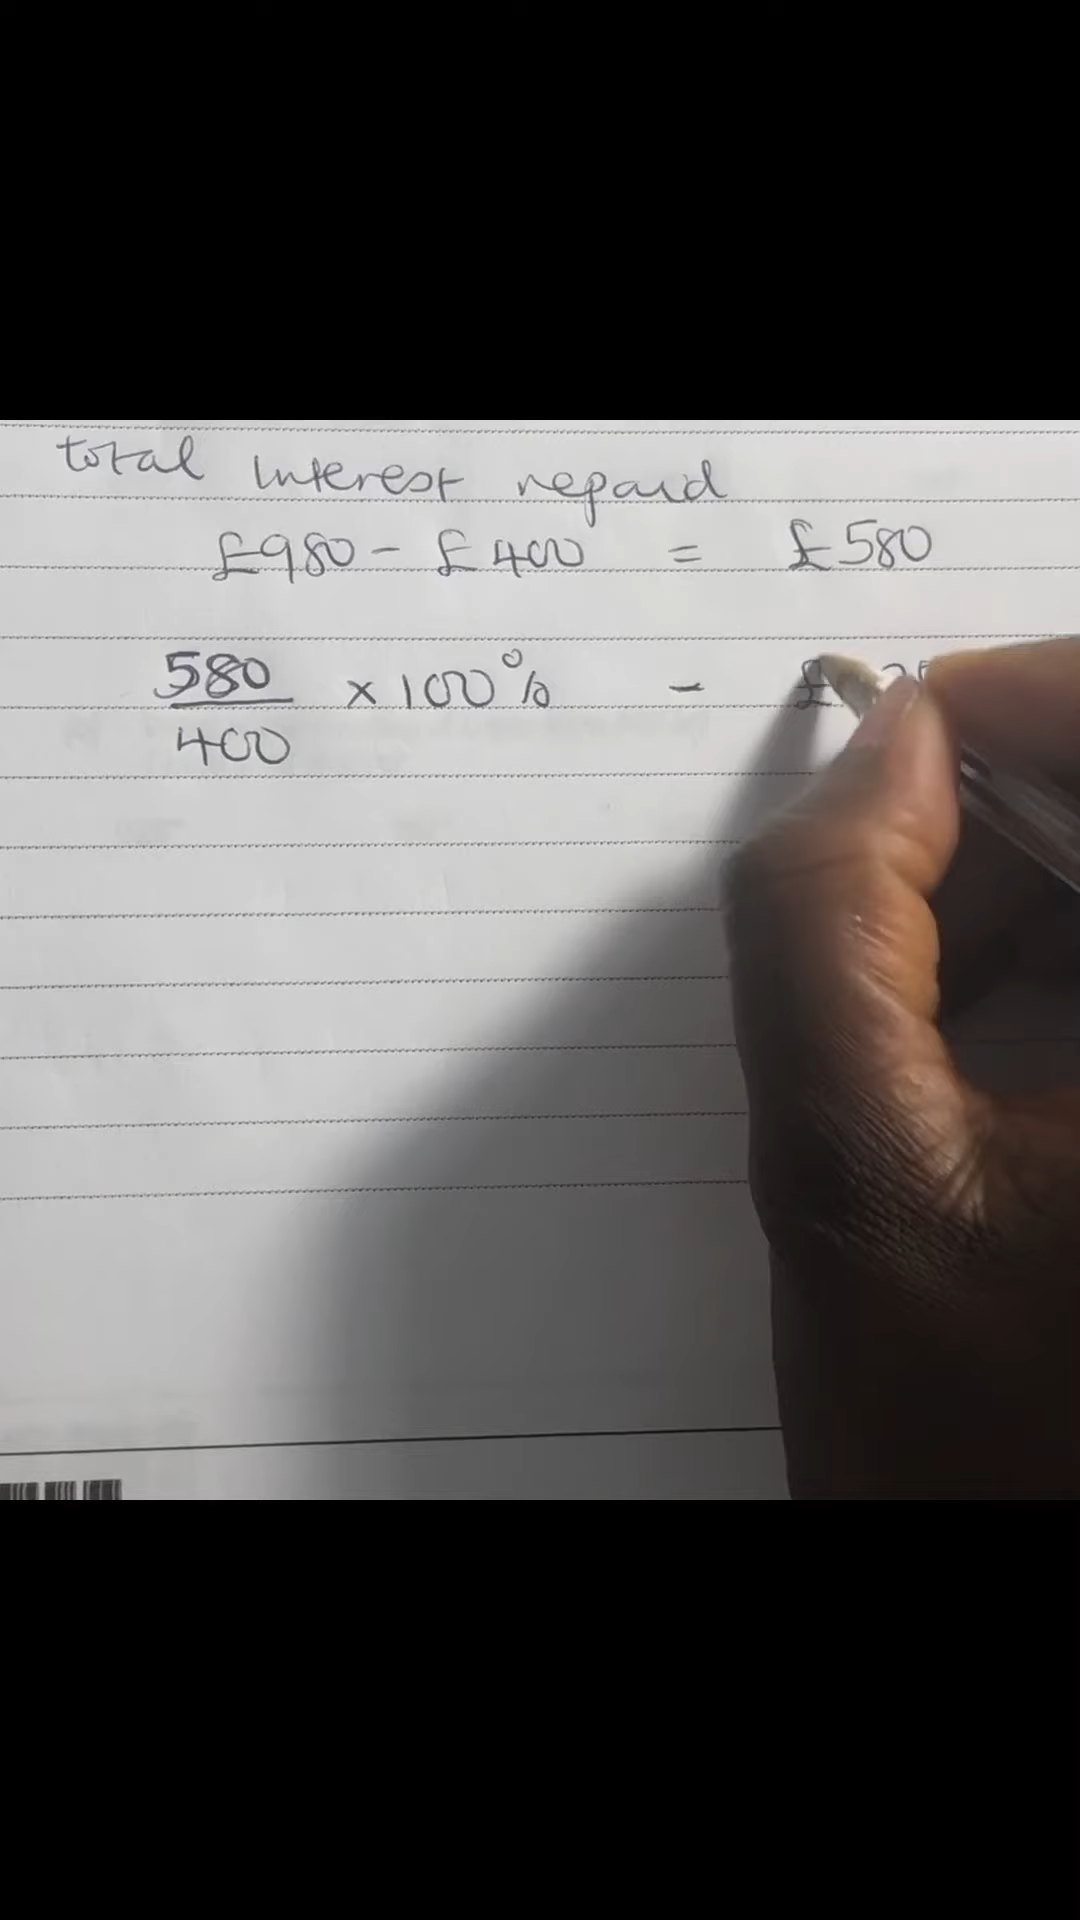 total interest repaid
£980 - £400 = £580
580 × 100% - £
400